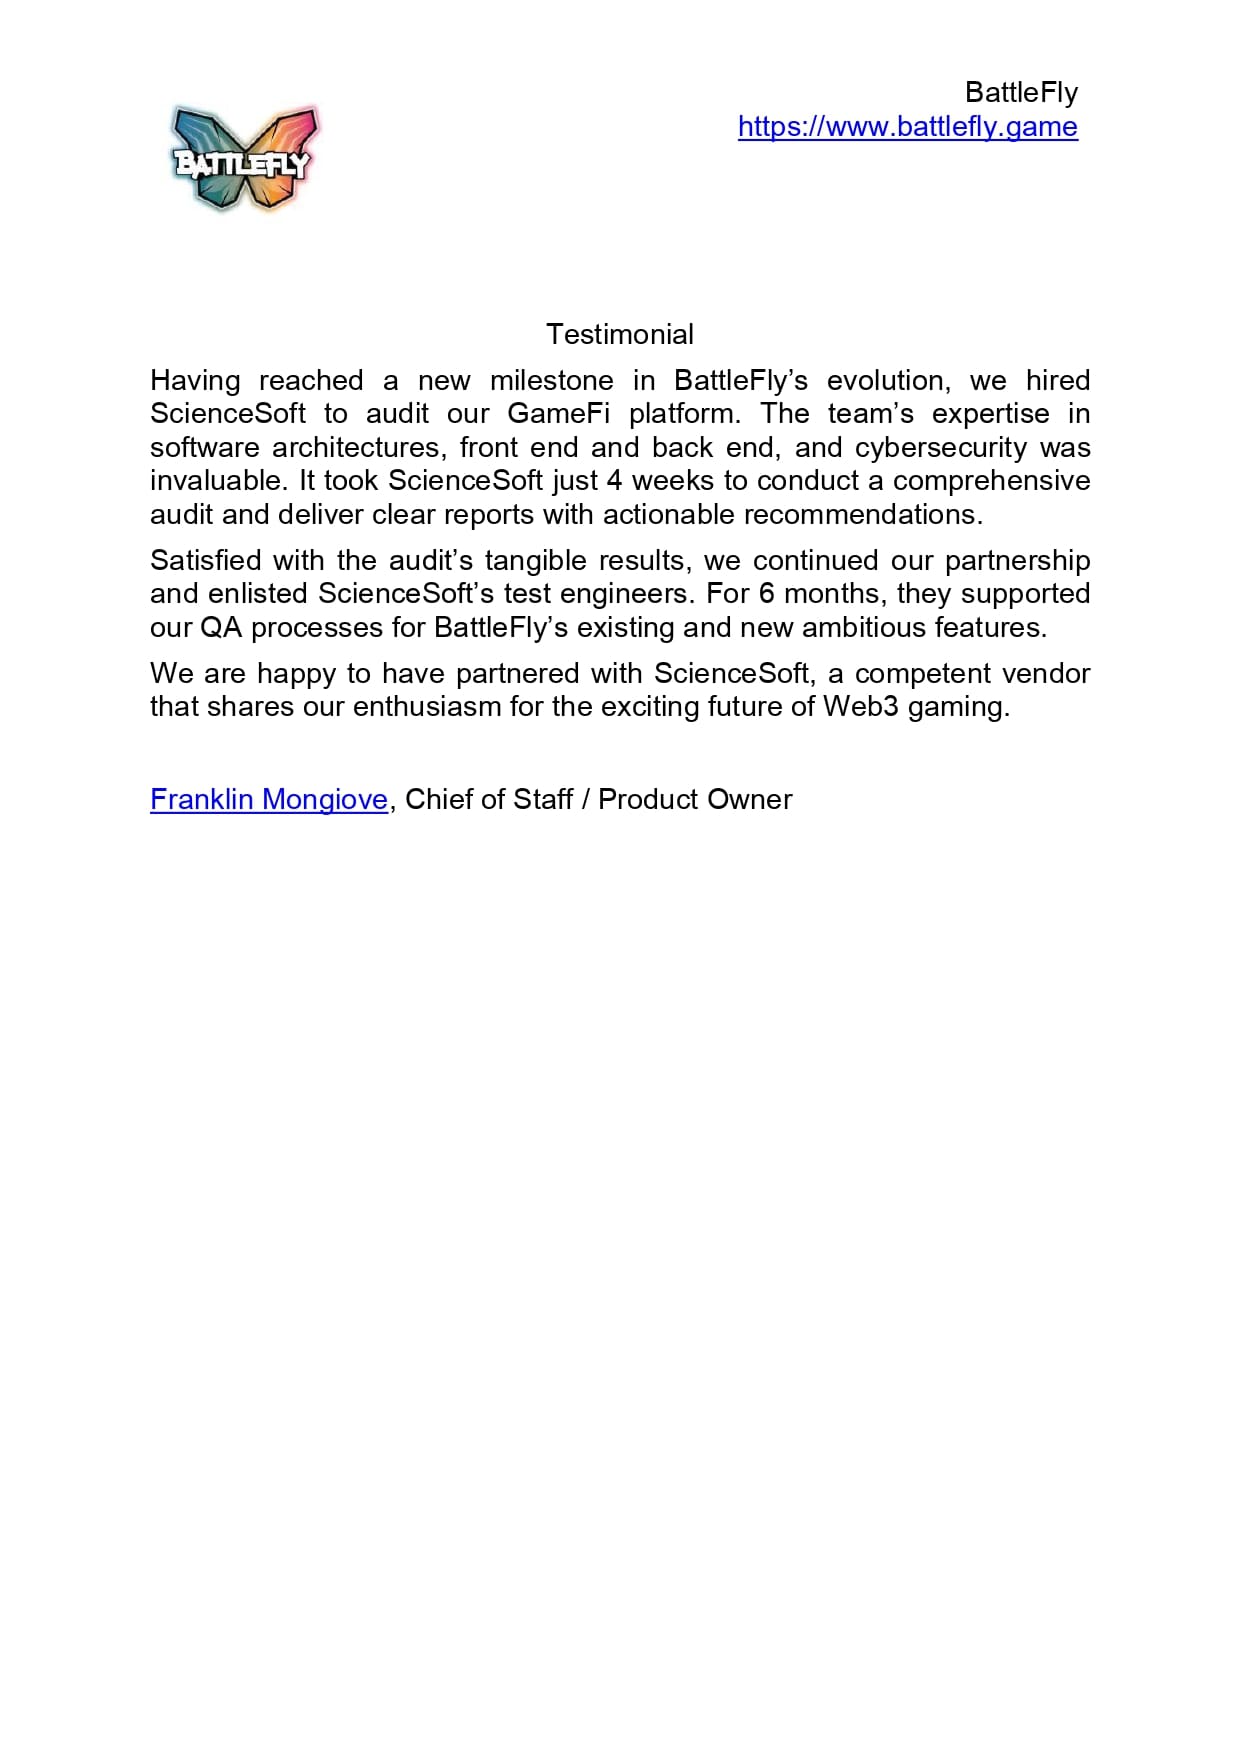 BattleFly
https://www.battlefly.game
BATTLEFLY
Testimonial
Having reached a new milestone in BattleFly’s evolution, we hired
ScienceSoft to audit our GameFi platform. The team’s expertise in
software architectures, front end and back end, and cybersecurity was
invaluable. It took ScienceSoft just 4 weeks to conduct a comprehensive
audit and deliver clear reports with actionable recommendations.
Satisfied with the audit’s tangible results, we continued our partnership
and enlisted ScienceSoft’s test engineers. For 6 months, they supported
our QA processes for BattleFly’s existing and new ambitious features.
We are happy to have partnered with ScienceSoft, a competent vendor
that shares our enthusiasm for the exciting future of Web3 gaming.
Franklin Mongiove, Chief of Staff / Product Owner